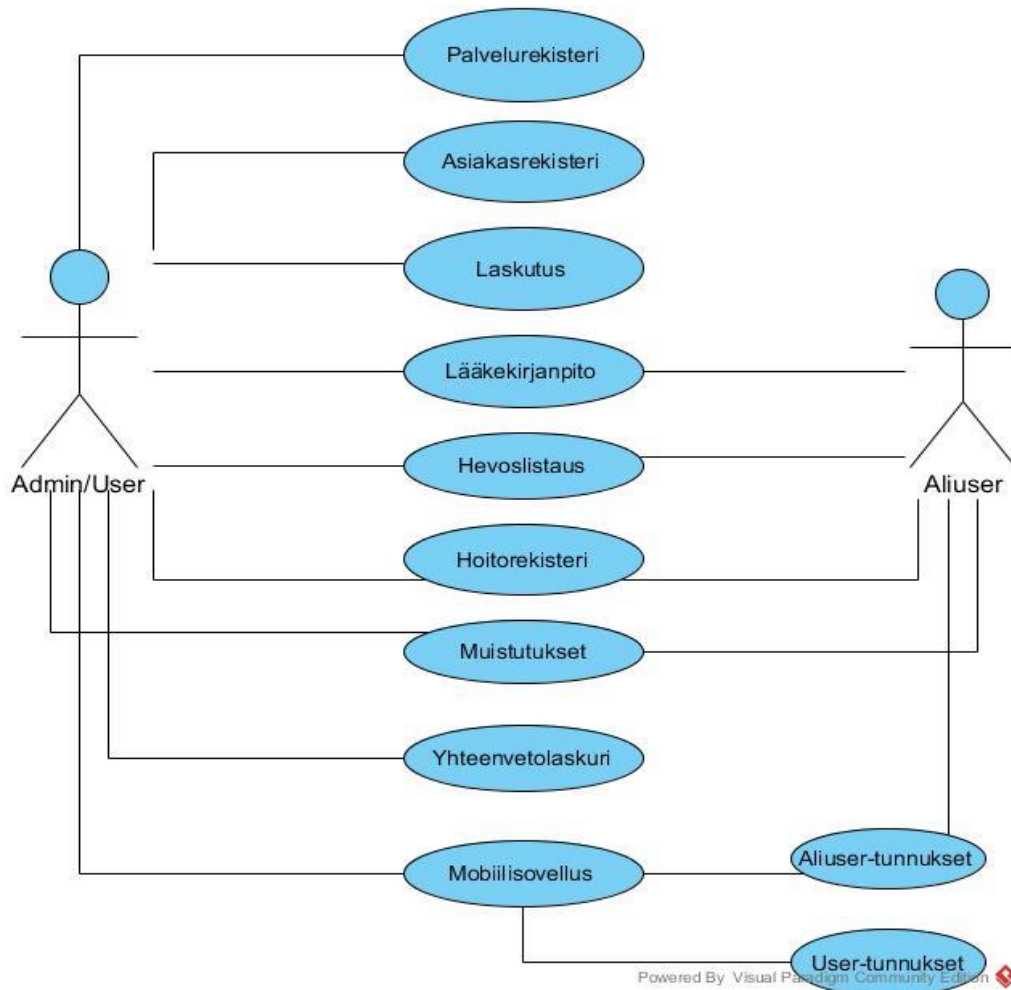 Palvelurekisteri
Asiakasrekisteri
Laskutus
Lääkekirjanpito
Hevoslistaus
Admin/User
Aliuser
Hoitorekisteri
Muistutukset
Yhteenvetolaskuri
Mobiilisovellus
Aliuser-tunnukset
User-tunnukset
Powered By Visual Paradigm Community Edition